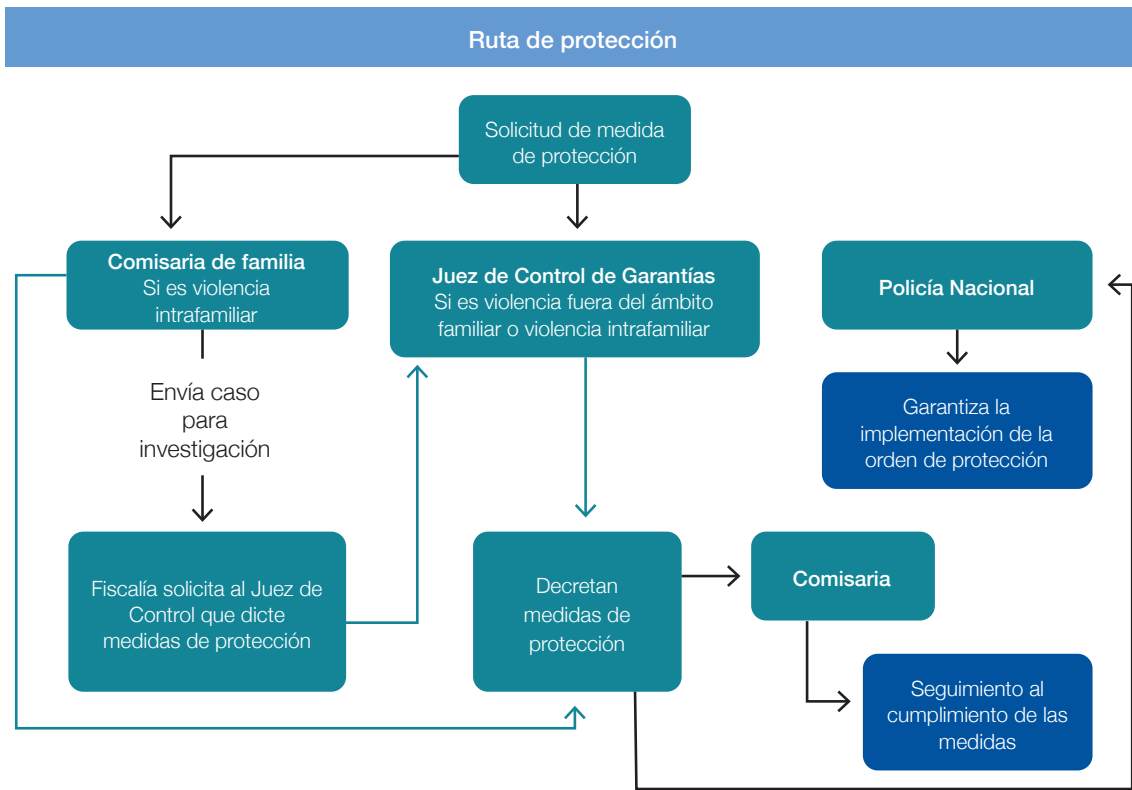 Ruta de protección
Solicitud de medida
de protección
Comisaria de familia
Si es violencia
intrafamiliar
Juez de Control de Garantías
Si es violencia fuera del ámbito
familiar o violencia intrafamiliar
Policía Nacional
Envía caso
para
investigación
Garantiza la
implementación de la
orden de protección
Fiscalía solicita al Juez de
Control que dicte
medidas de protección
Decretan
medidas de
protección
Comisaria
Seguimiento al
cumplimiento de las
medidas